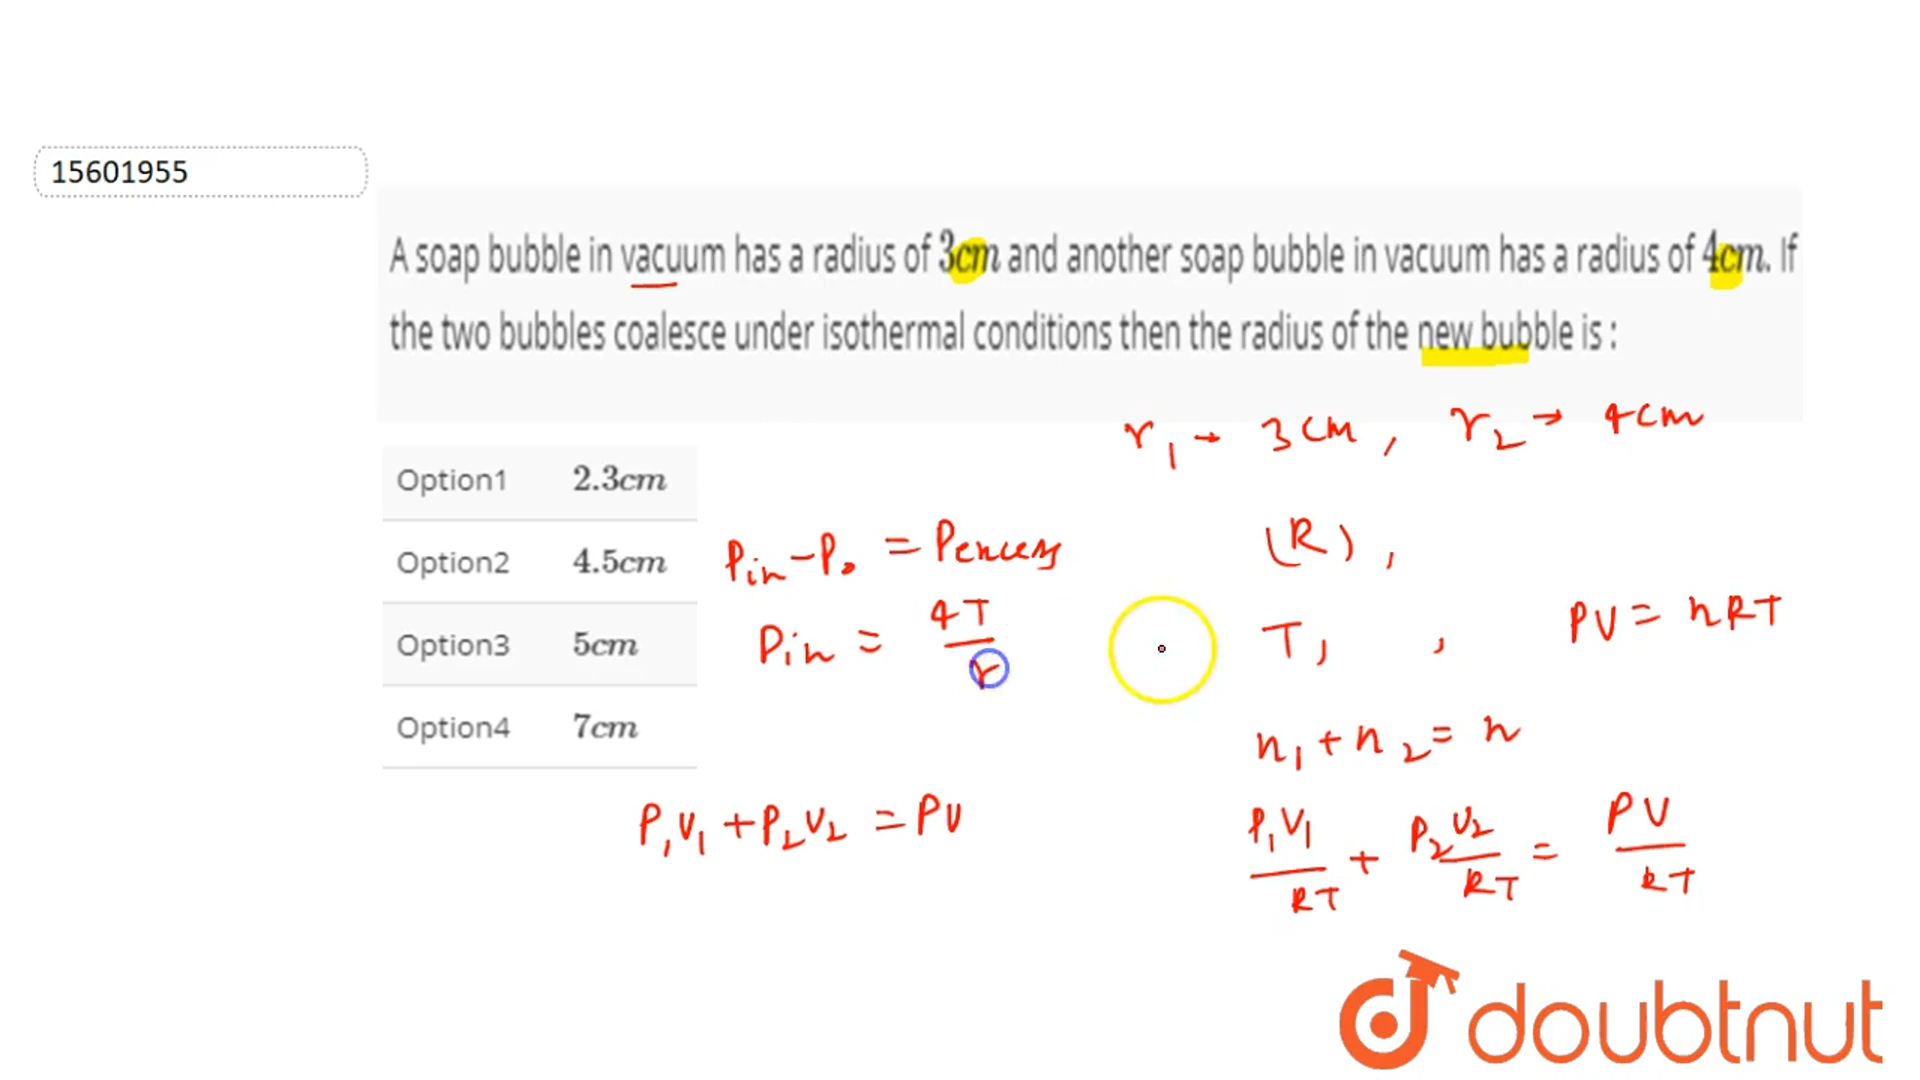 15601955
A soap bubble in vacuum has a radius of 3cm and another soap bubble in vacuum has a radius of 4cm. If
the two bubbles coalesce under isothermal conditions then the radius of the new bubble is :
r₁ → 3cm , r₂ → 4cm
Option1 2.3cm
Option2 4.5cm
Option3 5cm
Option4 7cm
Pin - P₀ = Pexcess
Pin = 4T/r
(R) ,
T, ,
PV = nRT
n₁ + n₂ = n
P₁V₁ + P₂V₂ = PV
P₁V₁/RT + P₂V₂/RT = PV/RT
doubtnut